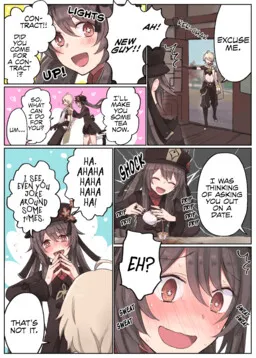 EXCUSE
ME.
AH!
NEW
GUY!!
LIGHTS
UP!
CON-
TRACT!!
DID
YOU
COME
FOR A
CON-
TRACT
!?
I'LL
MAKE
YOU
SOME
TEA
NOW.
SO,
WHAT
CAN I
DO FOR
YOU?
UM...
I WAS
THINKING
OF ASKING
YOU OUT
ON A
DATE.
SHOCK
EH?
SWEAT
SWEAT
SWEAT
SWEAT
HA,
AHAHA
HAHA
HAHA
HA!
I SEE,
EVEN YOU
JOKE
AROUND
SOME
TIMES.
THAT'S
NOT IT.